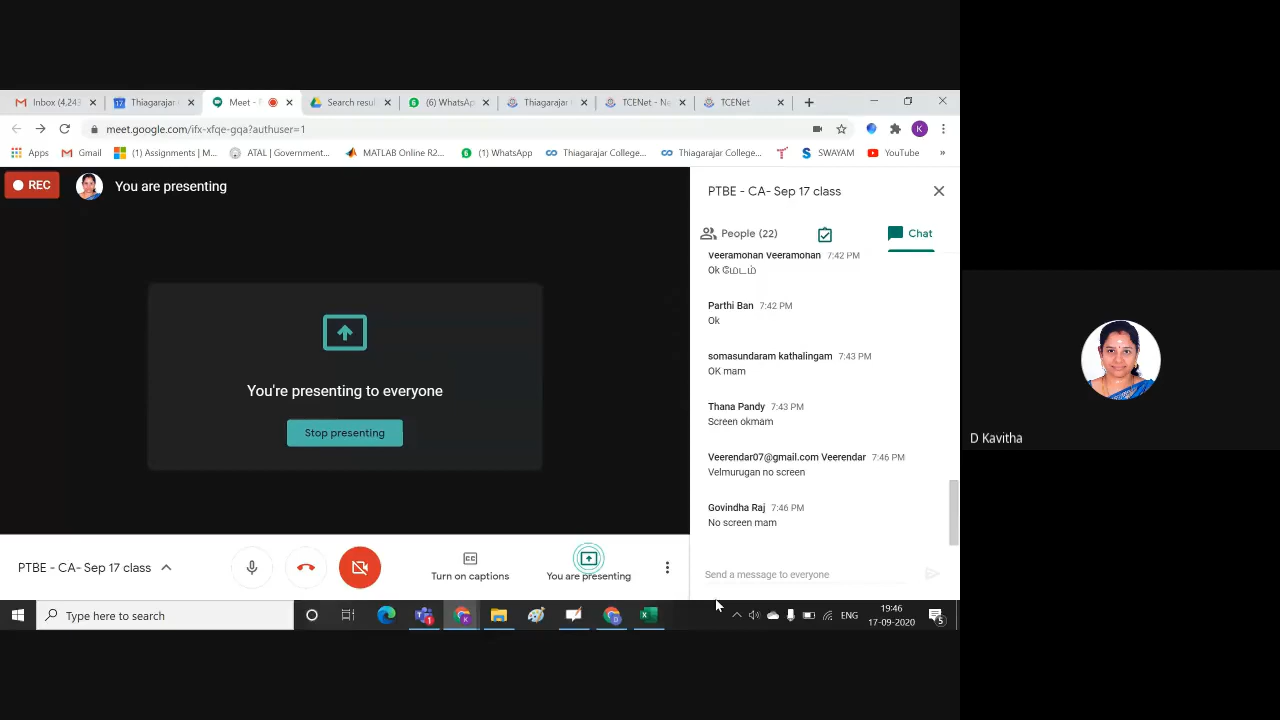 Inbox (4,243
Thiagarajar
Meet -
Search resul
(6) WhatsAp
Thiagarajar
TCENet - Ne
TCENet
meet.google.com/ifx-xfqe-gqa?authuser=1
Apps
Gmail
(1) Assignments | M...
ATAL | Government...
MATLAB Online R2...
(1) WhatsApp
Thiagarajar College...
Thiagarajar College...
SWAYAM
YouTube
»
REC
You are presenting
PTBE - CA- Sep 17 class
People (22)
Chat
Veeramohan Veeramohan 7:42 PM
Ok மேடம்
Parthi Ban 7:42 PM
Ok
somasundaram kathalingam 7:43 PM
OK mam
Thana Pandy 7:43 PM
Screen okmam
Veerendar07@gmail.com Veerendar 7:46 PM
Velmurugan no screen
Govindha Raj 7:46 PM
No screen mam
Send a message to everyone
You're presenting to everyone
Stop presenting
PTBE - CA- Sep 17 class
CC
Turn on captions
You are presenting
Type here to search
ENG
19:46
17-09-2020
5
D Kavitha